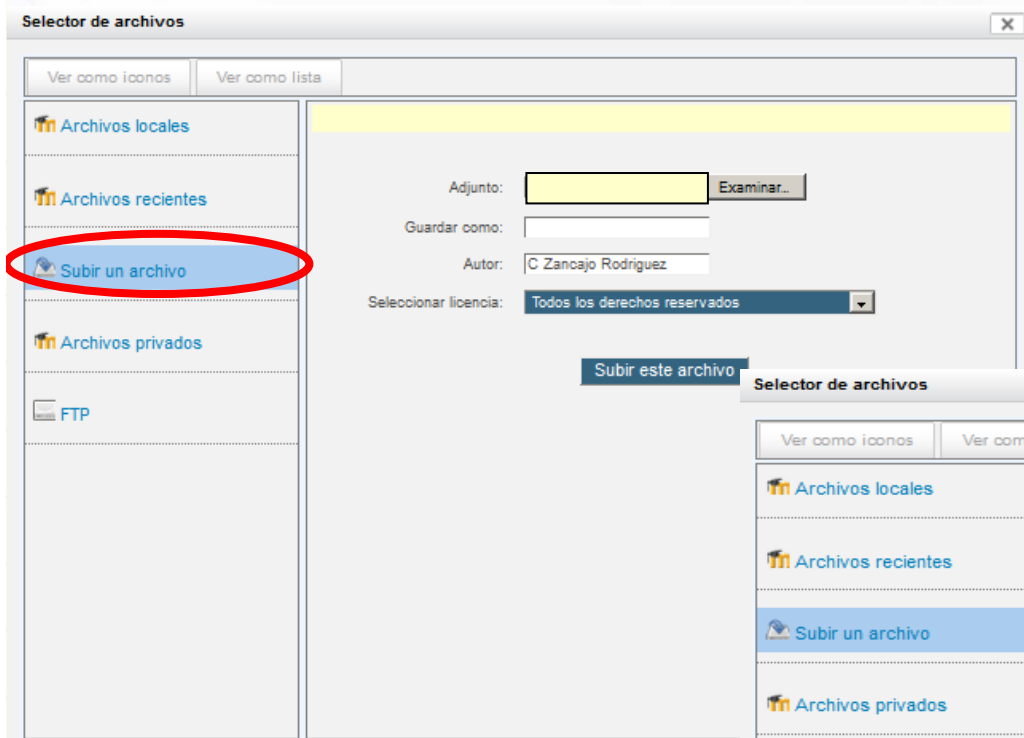 Selector de archivos
Ver como iconos
Ver como lista
Archivos locales
Archivos recientes
Subir un archivo
Archivos privados
FTP
Adjunto:
Examinar...
Guardar como:
Autor: C Zancajo Rodriguez
Seleccionar licencia: Todos los derechos reservados
Subir este archivo
Selector de archivos
Ver como iconos
Ver com
Archivos locales
Archivos recientes
Subir un archivo
Archivos privados